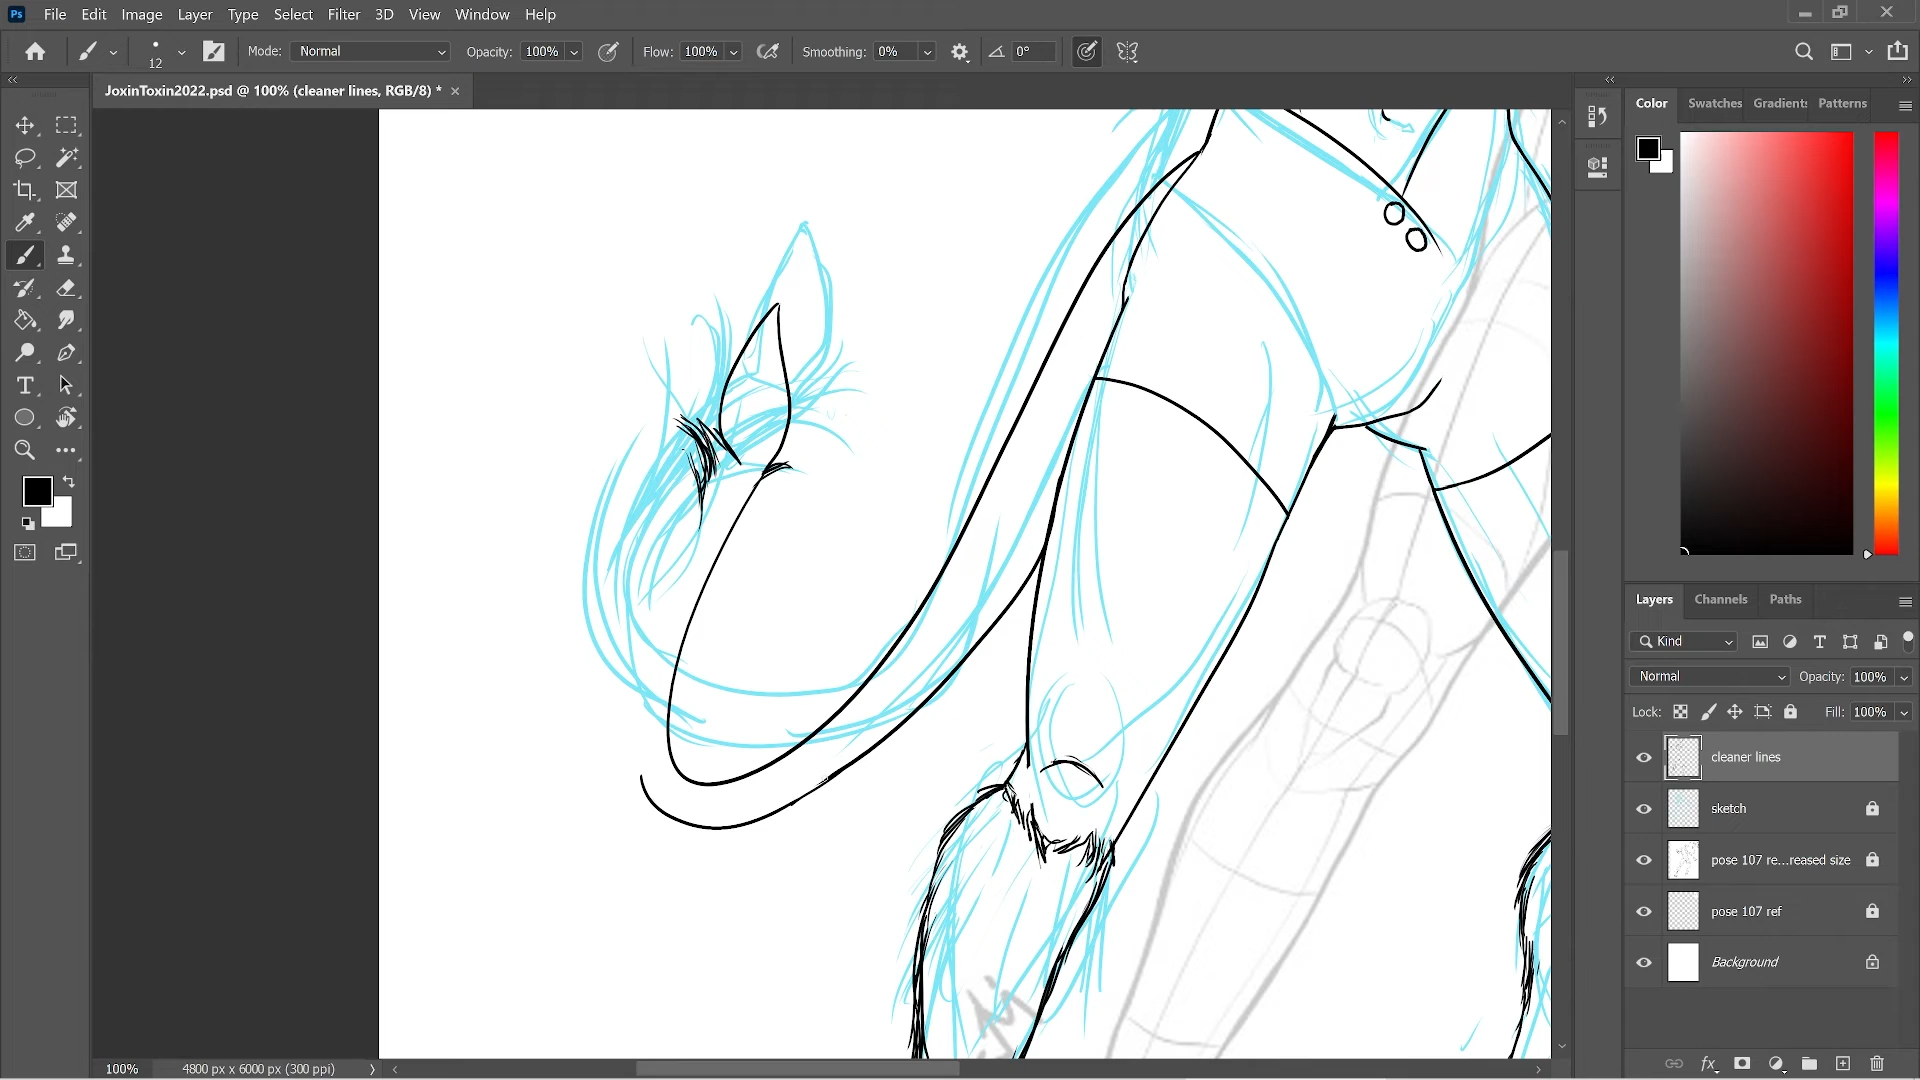 Ps File Edit Image Layer Type Select Filter 3D View Window Help
12 Mode: Normal Opacity: 100% Flow: 100% Smoothing: 0% 0°
JoxinToxin2022.psd @ 100% (cleaner lines, RGB/8) * ×
Color Swatches Gradients Patterns
Layers Channels Paths
Kind
Normal Opacity: 100%
Lock: Fill: 100%
cleaner lines
sketch
pose 107 re...reased size
pose 107 ref
Background
100% 4800 px x 6000 px (300 ppi)